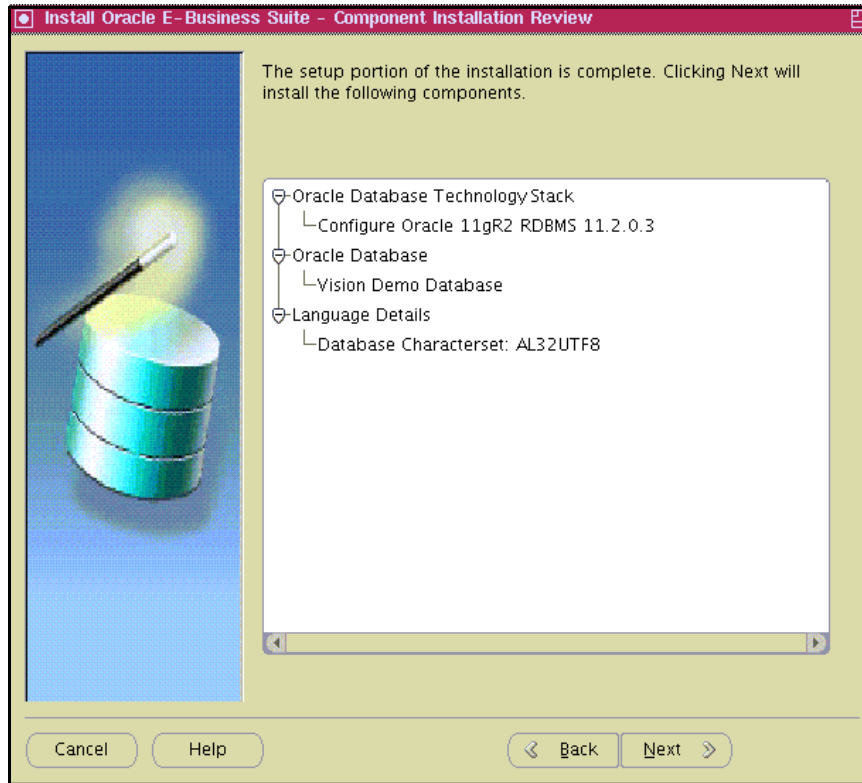 Install Oracle E-Business Suite - Component Installation Review
The setup portion of the installation is complete. Clicking Next will
install the following components.
Oracle Database Technology Stack
Configure Oracle 11gR2 RDBMS 11.2.0.3
Oracle Database
Vision Demo Database
Language Details
Database Characterset: AL32UTF8
Cancel Help Back Next